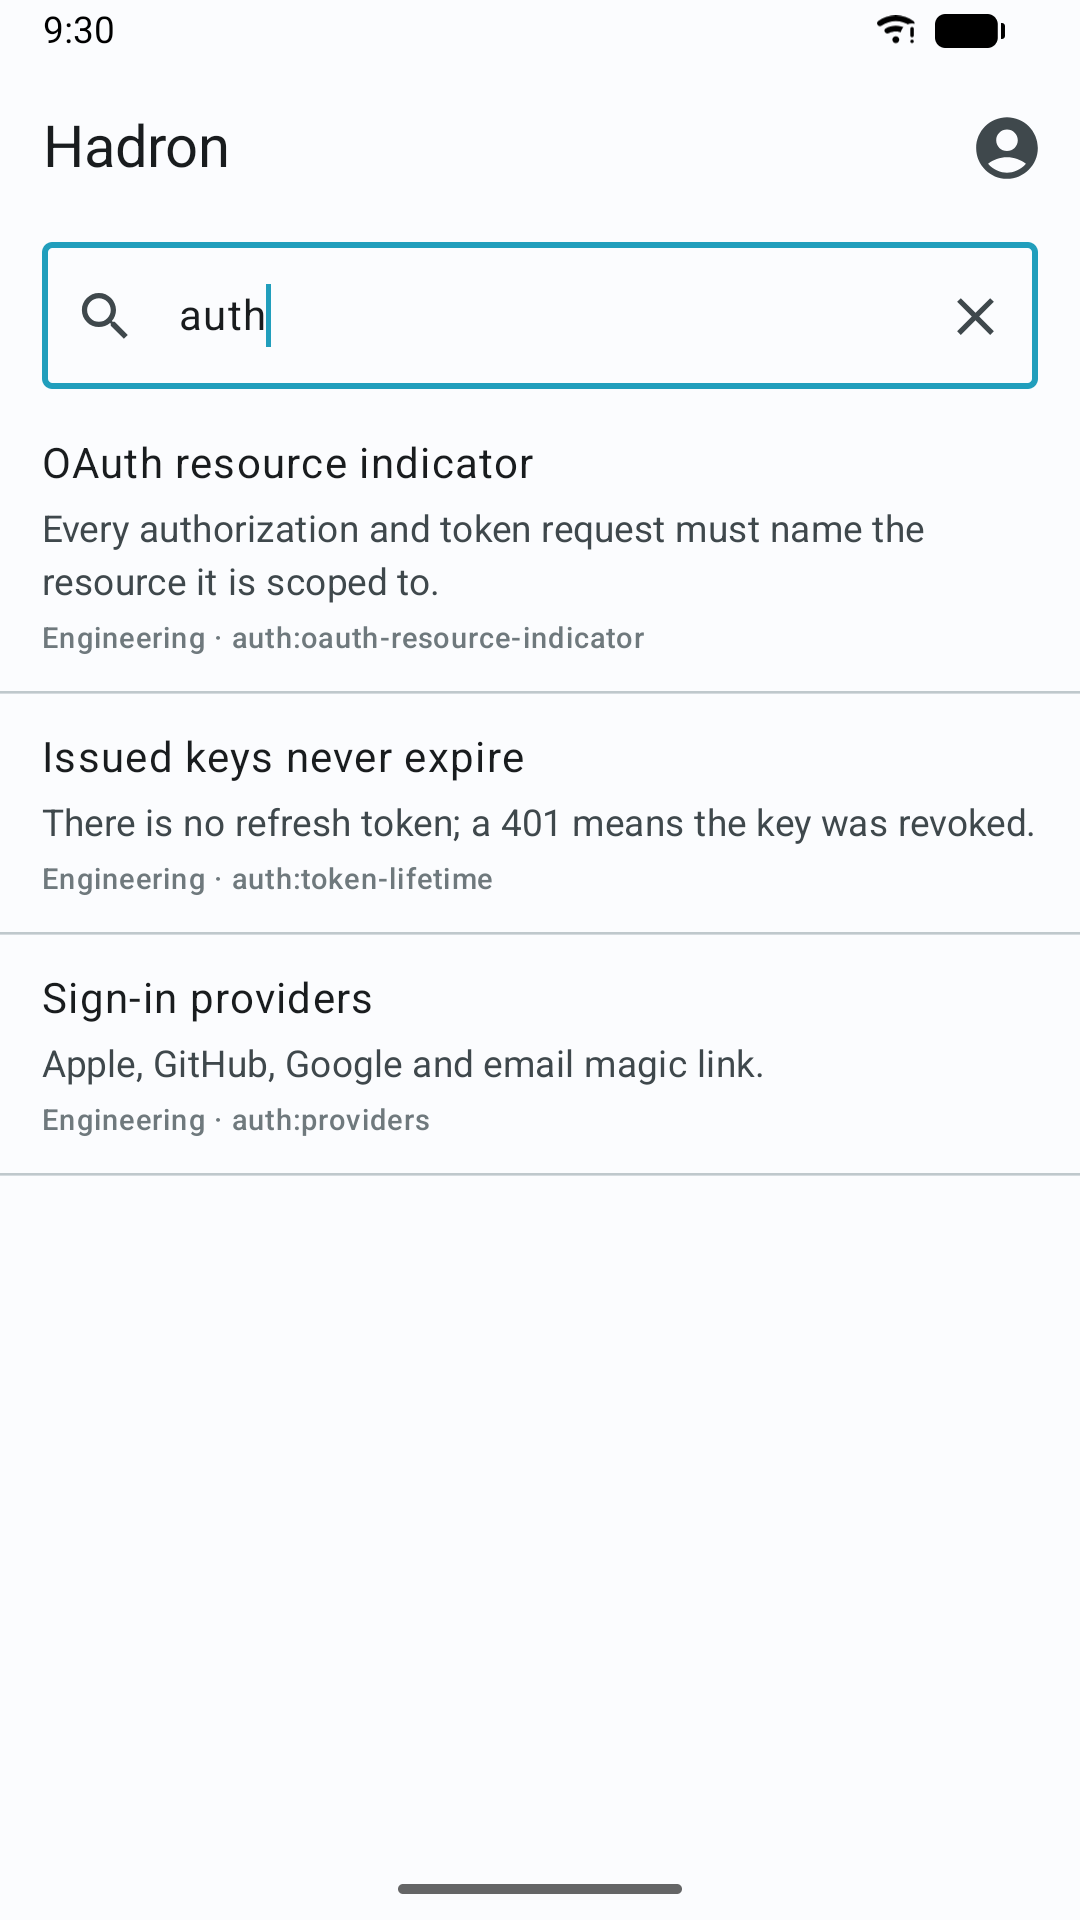 9:30
Hadron
auth
OAuth resource indicator
Every authorization and token request must name the
resource it is scoped to.
Engineering · auth:oauth-resource-indicator
Issued keys never expire
There is no refresh token; a 401 means the key was revoked.
Engineering · auth:token-lifetime
Sign-in providers
Apple, GitHub, Google and email magic link.
Engineering · auth:providers